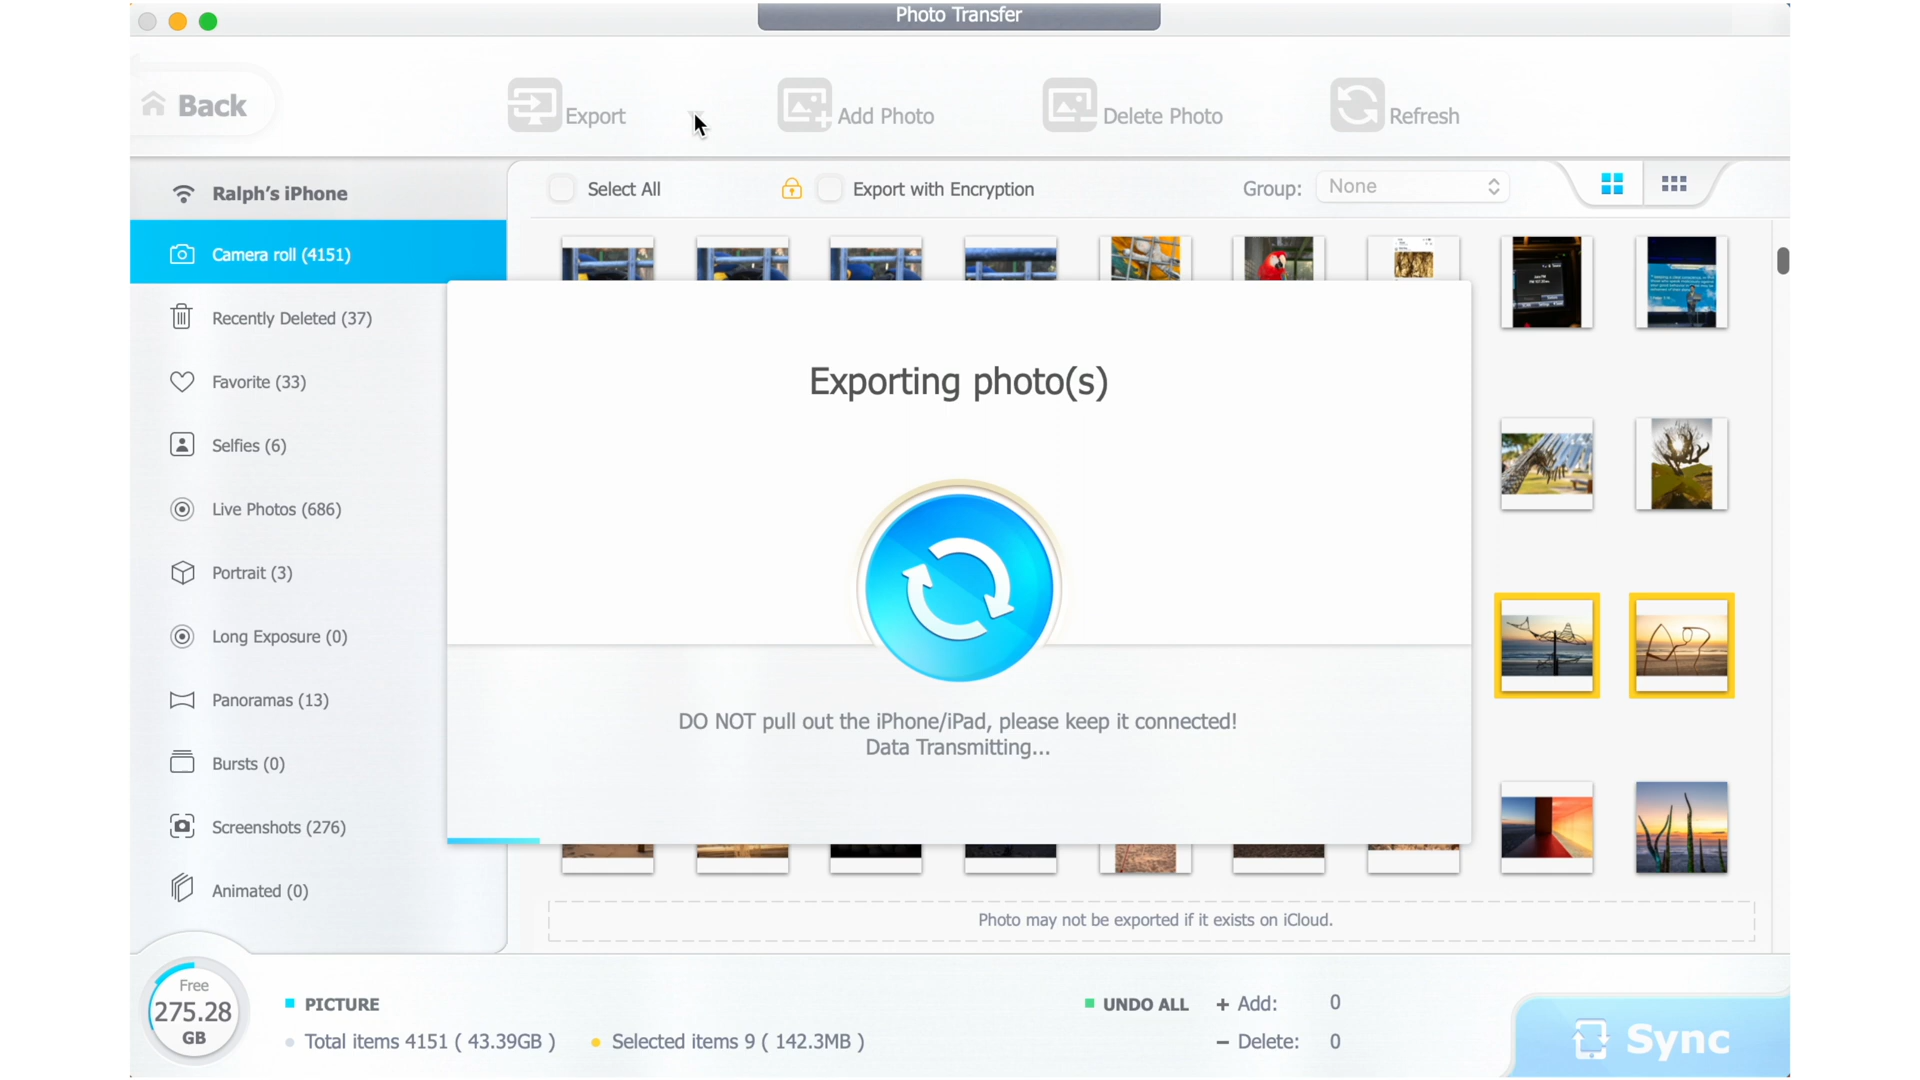 Photo Transfer
Back
Export
Add Photo
Delete Photo
Refresh
Ralph’s iPhone
Select All
Export with Encryption
Group:
None
Camera roll (4151)
Recently Deleted (37)
Favorite (33)
Selfies (6)
Live Photos (686)
Portrait (3)
Long Exposure (0)
Panoramas (13)
Bursts (0)
Screenshots (276)
Animated (0)
Exporting photo(s)
DO NOT pull out the iPhone/iPad, please keep it connected!
Data Transmitting...
Photo may not be exported if it exists on iCloud.
Free
275.28
GB
PICTURE
Total items 4151 ( 43.39GB )
Selected items 9 ( 142.3MB )
UNDO ALL
+ Add: 0
− Delete: 0
Sync